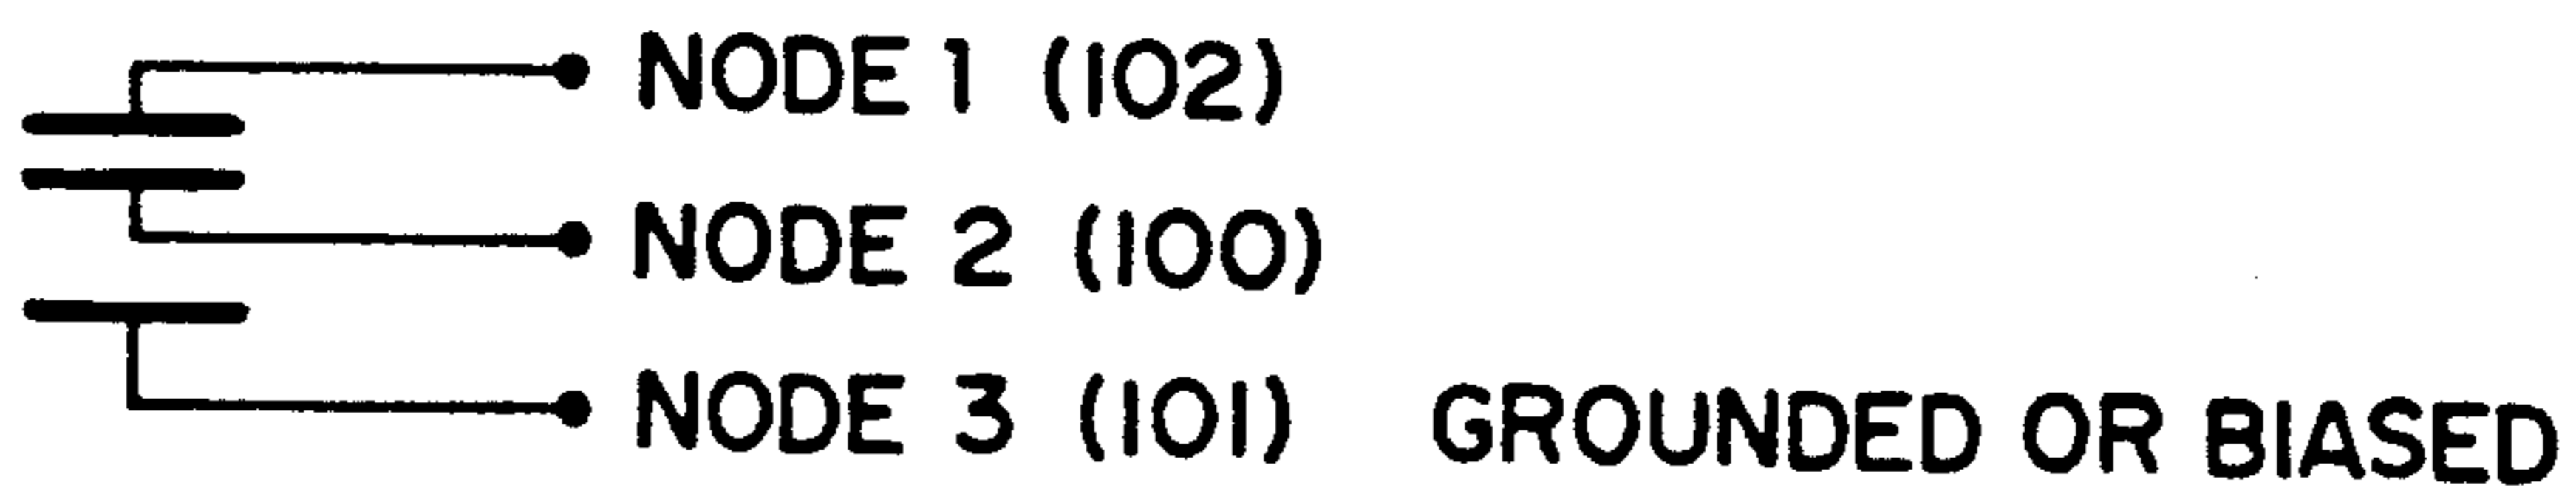 NODE 1 (102)
NODE 2 (100)
NODE 3 (101) GROUNDED OR BIASED